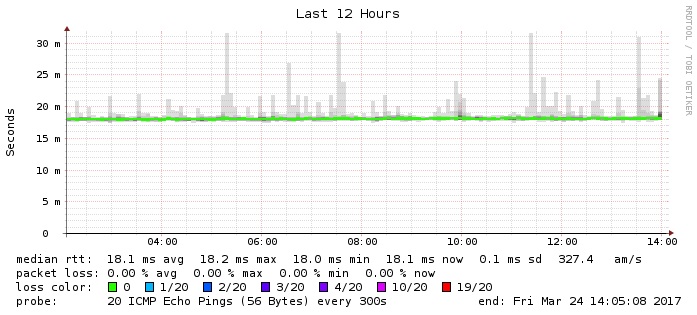 Last 12 Hours
RRDTOOL / TOBI OETIKER
Seconds
30 m
25 m
20 m
15 m
10 m
5 m
0
04:00 06:00 08:00 10:00 12:00 14:00
median rtt: 18.1 ms avg 18.2 ms max 18.0 ms min 18.1 ms now 0.1 ms sd 327.4 am/s
packet loss: 0.00 % avg 0.00 % max 0.00 % min 0.00 % now
loss color: 0 1/20 2/20 3/20 4/20 10/20 19/20
probe: 20 ICMP Echo Pings (56 Bytes) every 300s end: Fri Mar 24 14:05:08 2017